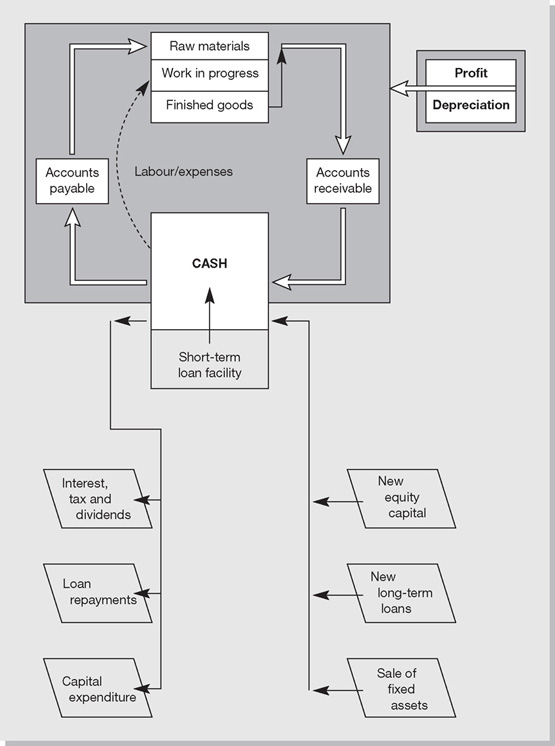 Raw materials
Work in progress
Finished goods
Profit
Depreciation
Accounts
payable
Labour/expenses
Accounts
receivable
CASH
Short-term
loan facility
Interest,
tax and
dividends
New
equity
capital
Loan
repayments
New
long-term
loans
Capital
expenditure
Sale of
fixed
assets